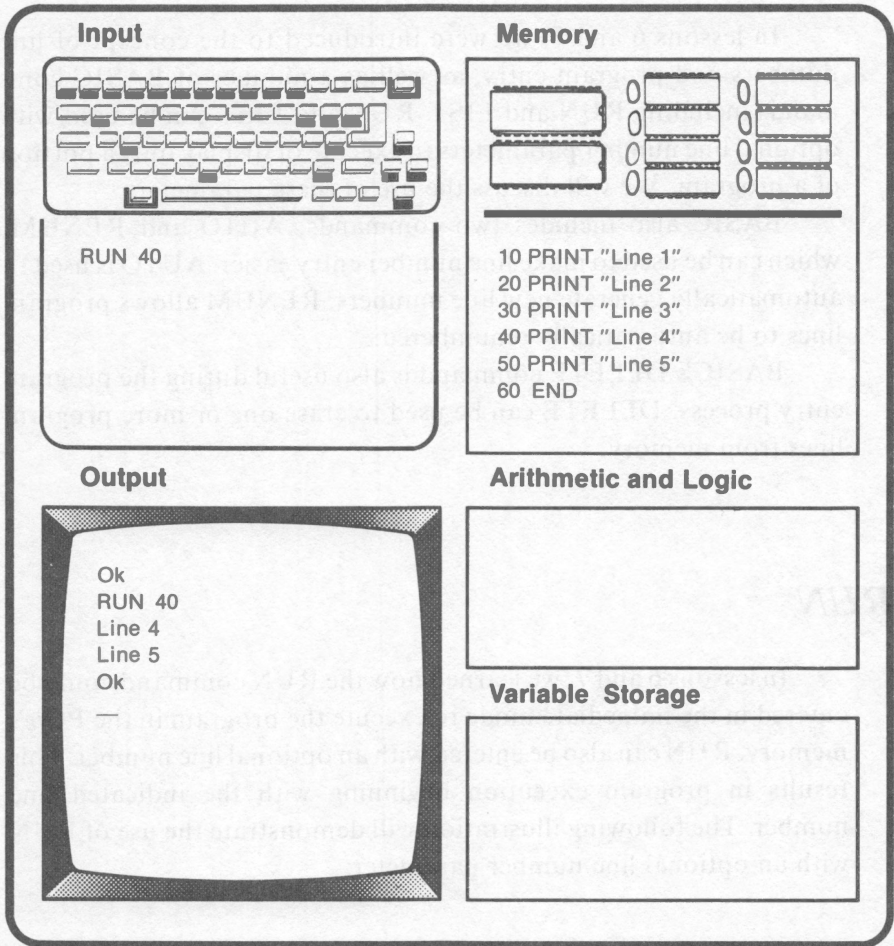 Input
RUN 40
Memory
10 PRINT "Line 1"
20 PRINT "Line 2"
30 PRINT "Line 3"
40 PRINT "Line 4"
50 PRINT "Line 5"
60 END
Output
Ok
RUN 40
Line 4
Line 5
Ok
Arithmetic and Logic
Variable Storage